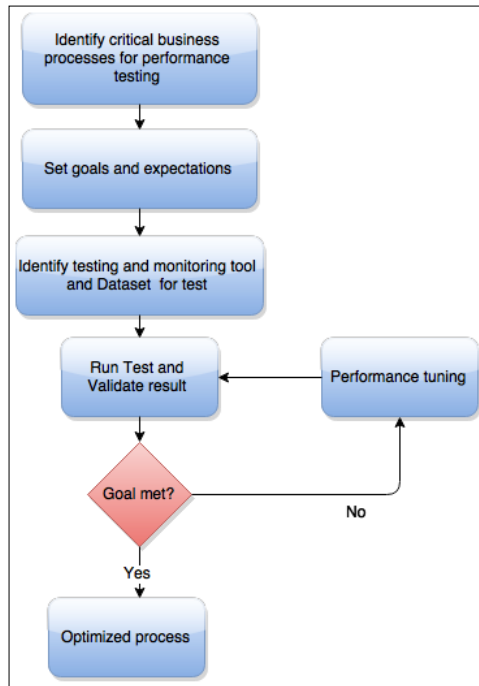 Identify critical business
processes for performance
testing
Set goals and expectations
Identify testing and monitoring tool
and Dataset for test
Run Test and
Validate result
Performance tuning
Goal met?
No
Yes
Optimized process